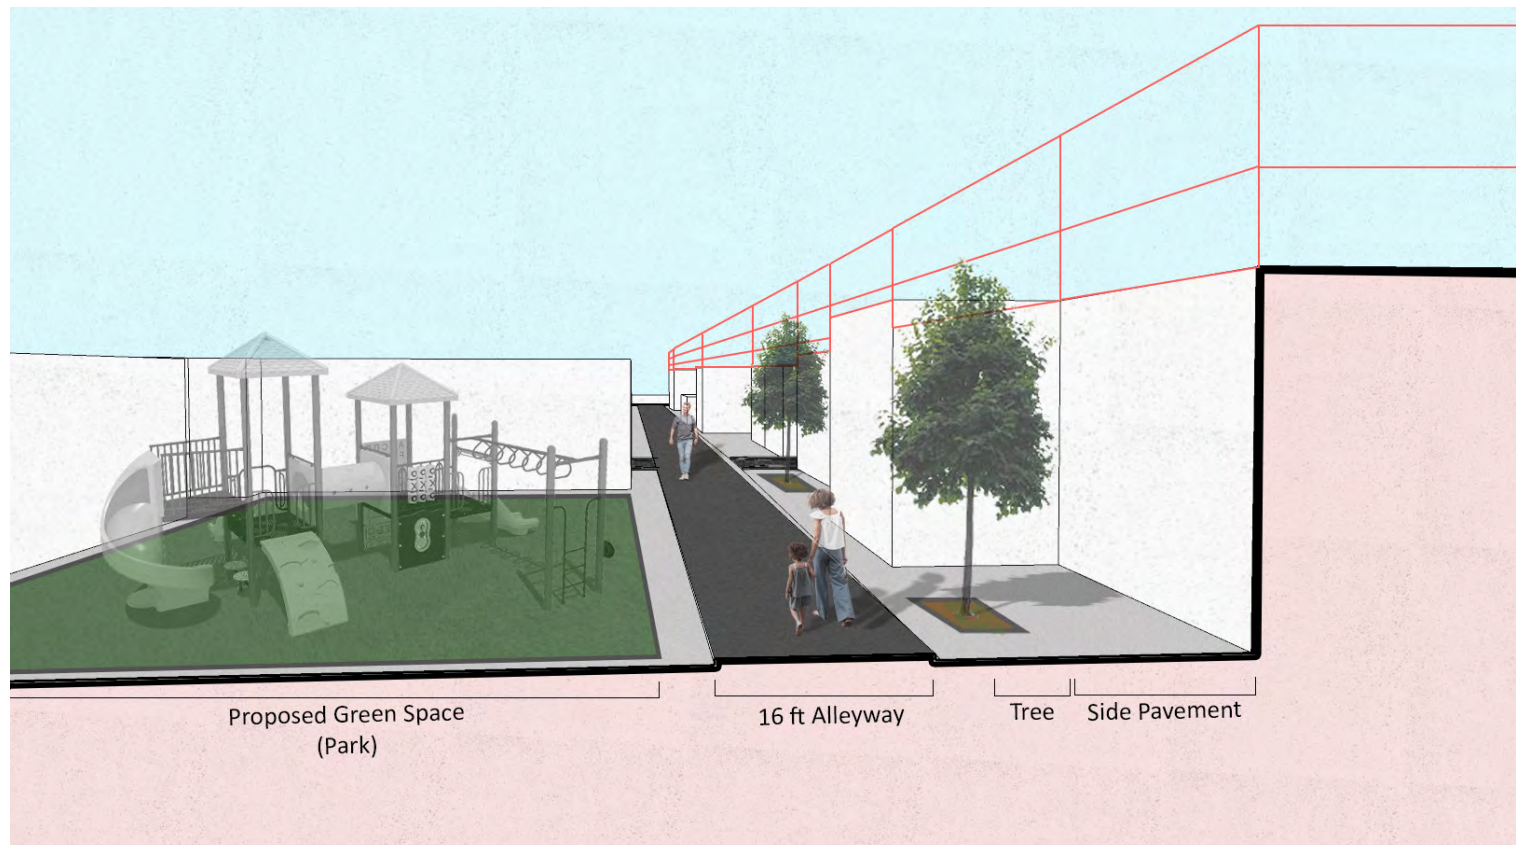 Proposed Green Space
(Park)
16 ft Alleyway
Tree
Side Pavement